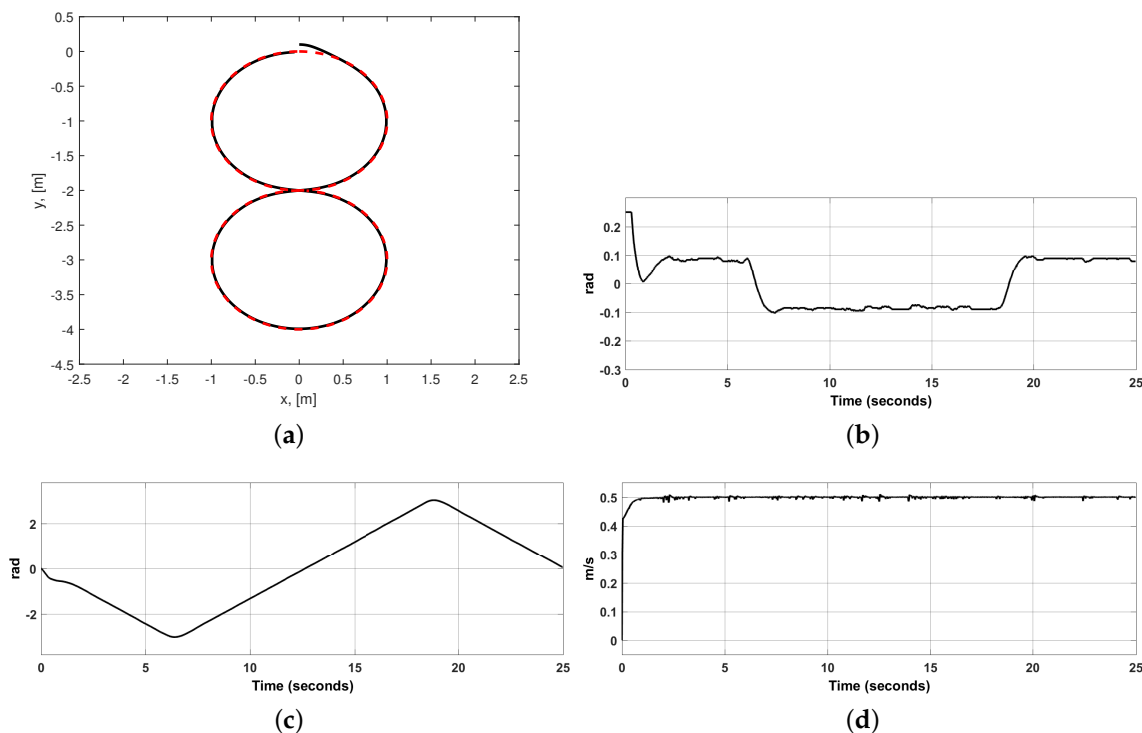 0.5
0
-0.5
-1
-1.5
-2
-2.5
-3
-3.5
-4
-4.5
y, [m]
-2.5 -2 -1.5 -1 -0.5 0 0.5 1 1.5 2 2.5
x, [m]
(a)
0.2
0.1
0
-0.1
-0.2
-0.3
rad
0 5 10 15 20 25
Time (seconds)
(b)
2
0
-2
rad
0 5 10 15 20 25
Time (seconds)
(c)
0.5
0.4
0.3
0.2
0.1
0
m/s
0 5 10 15 20 25
Time (seconds)
(d)